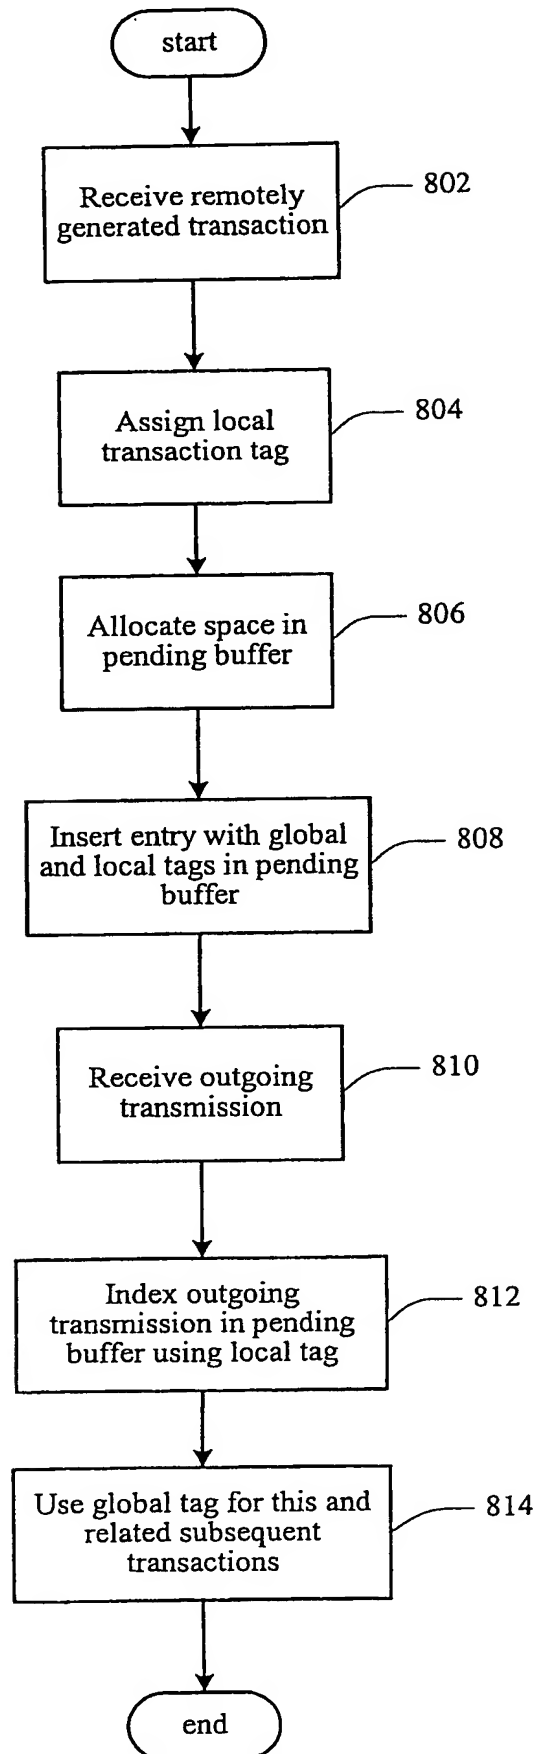 start
Receive remotely
generated transaction
802
Assign local
transaction tag
804
Allocate space in
pending buffer
806
Insert entry with global
and local tags in pending
buffer
808
Receive outgoing
transmission
810
Index outgoing
transmission in pending
buffer using local tag
812
Use global tag for this and
related subsequent
transactions
814
end